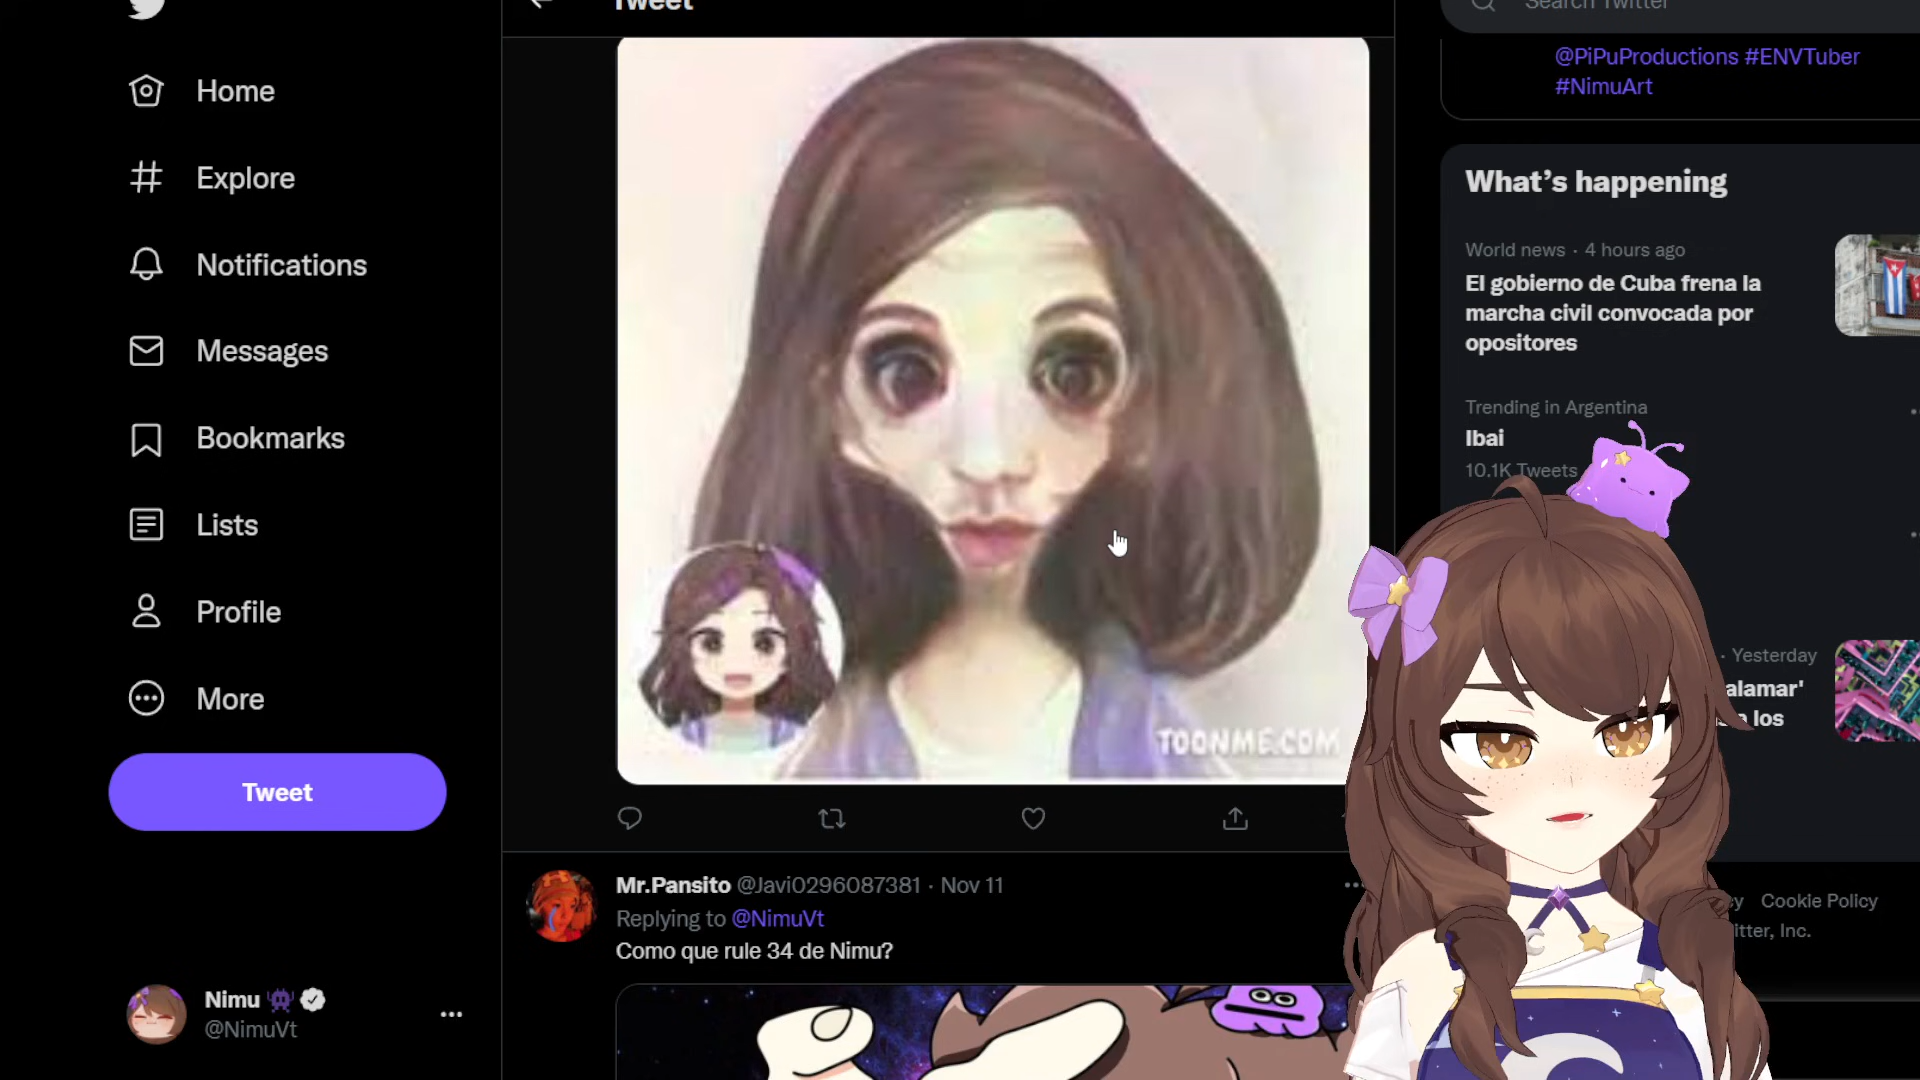 Tweet
Search Twitter
Home
Explore
Notifications
Messages
Bookmarks
Lists
Profile
More
Tweet
Nimu
@NimuVt
TOONME.COM
Mr.Pansito @Javi0296087381 · Nov 11
Replying to @NimuVt
Como que rule 34 de Nimu?
@PiPuProductions #ENVTuber
#NimuArt
What's happening
World news · 4 hours ago
El gobierno de Cuba frena la
marcha civil convocada por
opositores
Trending in Argentina
Ibai
10.1K Tweets
· Yesterday
alamar'
los
Cookie Policy
Inc.